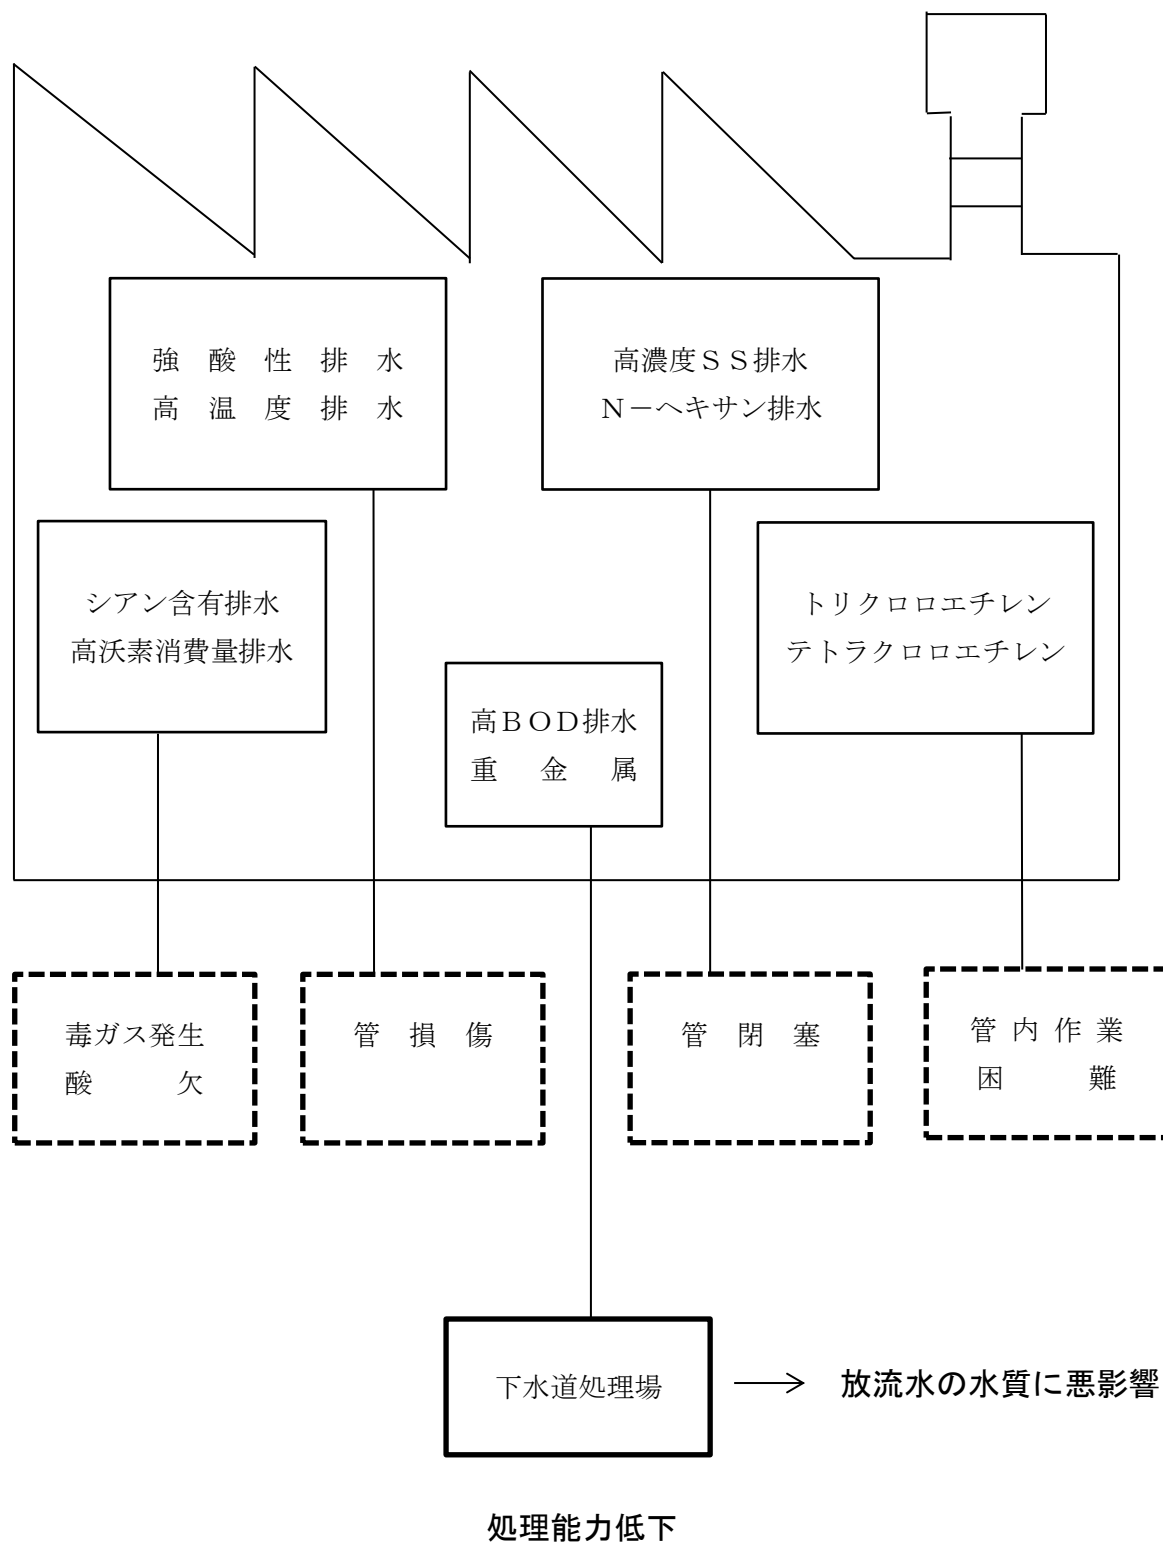 強酸性排水
高温度排水
高濃度ＳＳ排水
Ｎ－ヘキサン排水
シアン含有排水
高沃素消費量排水
トリクロロエチレン
テトラクロロエチレン
高ＢＯＤ排水
重金属
毒ガス発生
酸欠
管損傷
管閉塞
管内作業
困難
下水道処理場
放流水の水質に悪影響
処理能力低下